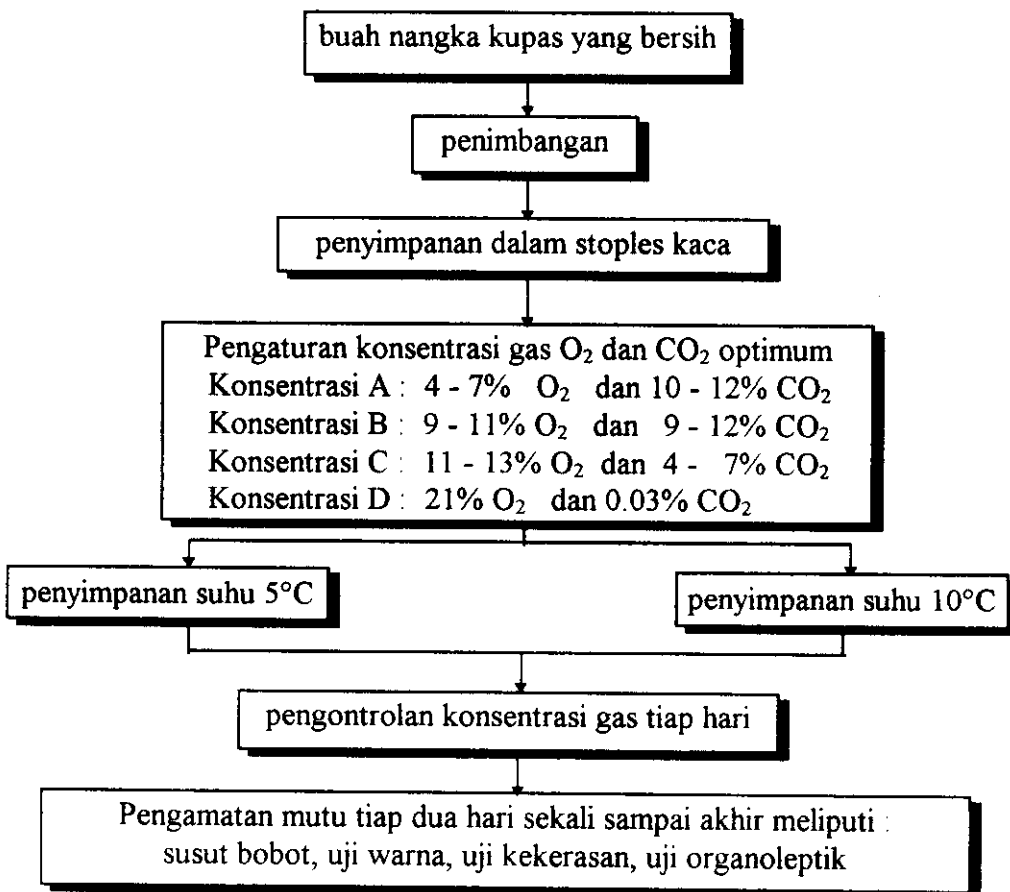 buah nangka kupas yang bersih
penimbangan
penyimpanan dalam stoples kaca
Pengaturan konsentrasi gas O₂ dan CO₂ optimum
Konsentrasi A : 4 - 7% O₂ dan 10 - 12% CO₂
Konsentrasi B : 9 - 11% O₂ dan 9 - 12% CO₂
Konsentrasi C : 11 - 13% O₂ dan 4 - 7% CO₂
Konsentrasi D : 21% O₂ dan 0.03% CO₂
penyimpanan suhu 5°C
penyimpanan suhu 10°C
pengontrolan konsentrasi gas tiap hari
Pengamatan mutu tiap dua hari sekali sampai akhir meliputi :
susut bobot, uji warna, uji kekerasan, uji organoleptik